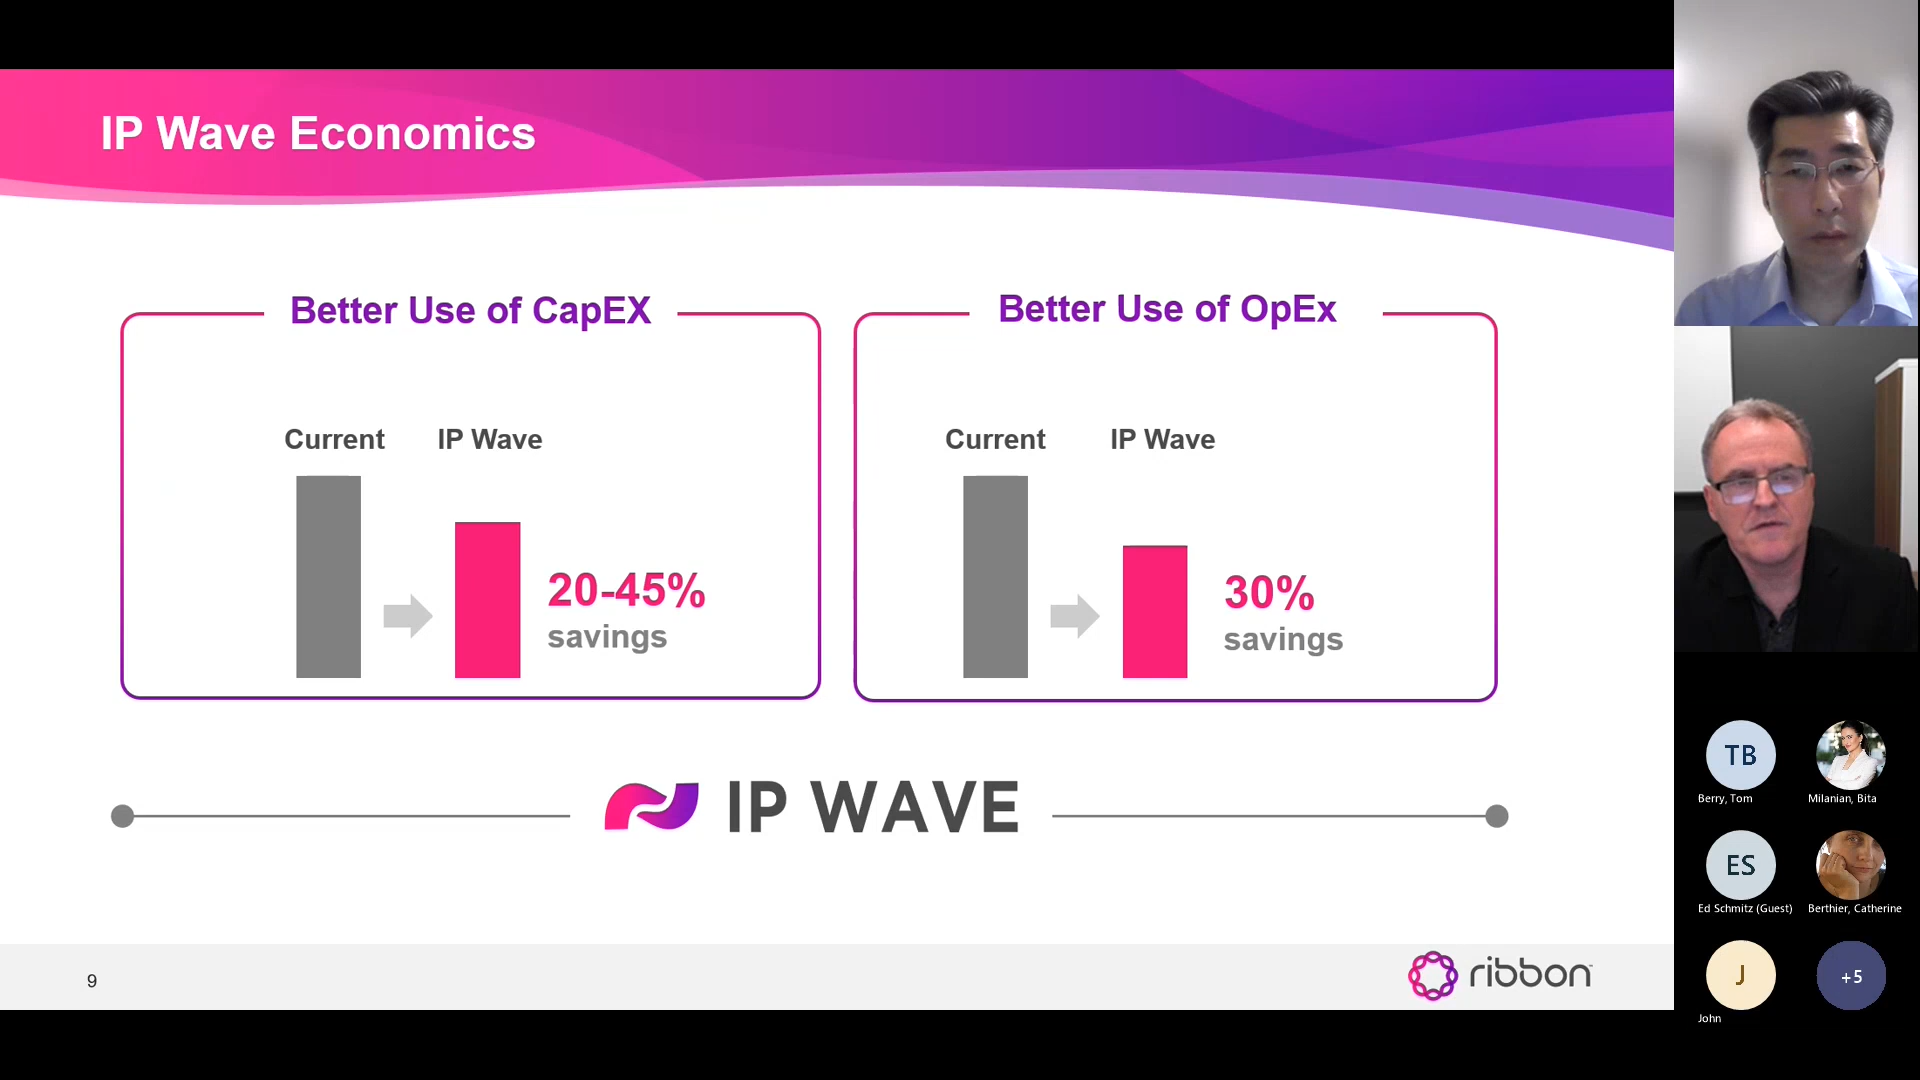 IP Wave Economics
Better Use of CapEX
Current
IP Wave
20-45%
savings
Better Use of OpEx
Current
IP Wave
30%
savings
IP WAVE
9
ribbon
TB
Berry, Tom
Milanian, Bita
ES
Ed Schmitz (Guest)
Berthier, Catherine
J
John
+5